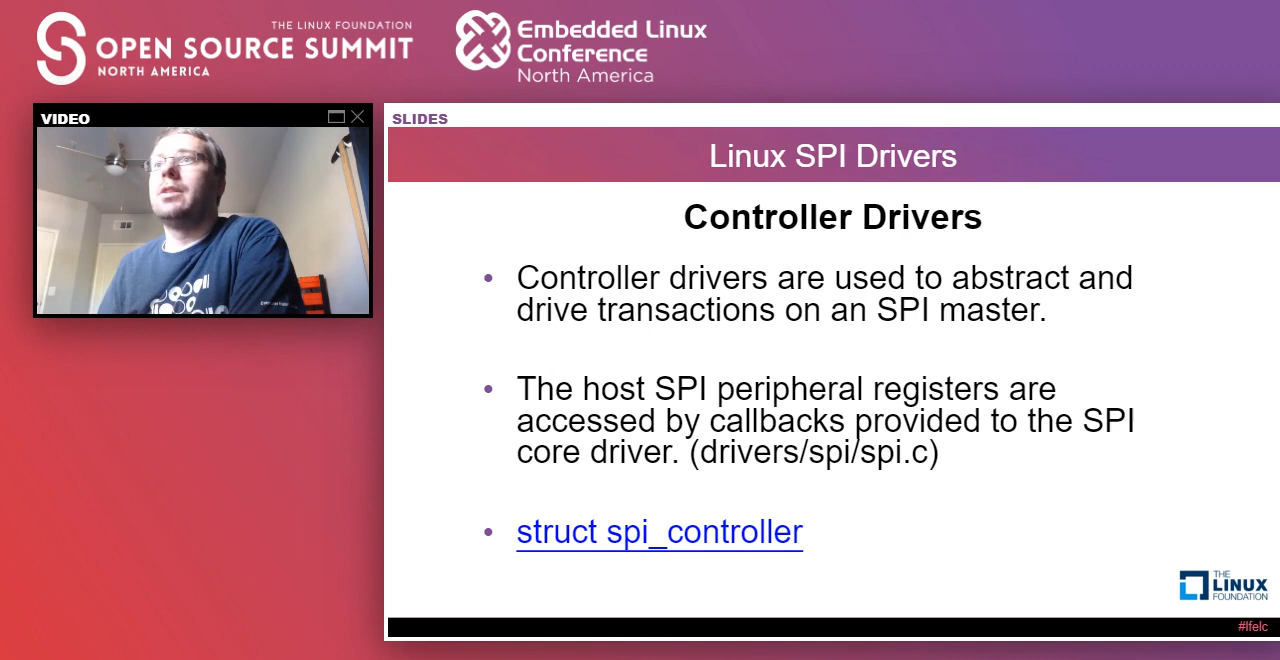 THE LINUX FOUNDATION
OPEN SOURCE SUMMIT
NORTH AMERICA
Embedded Linux
Conference
North America
VIDEO
SLIDES
Linux SPI Drivers
Controller Drivers
• Controller drivers are used to abstract and
drive transactions on an SPI master.
• The host SPI peripheral registers are
accessed by callbacks provided to the SPI
core driver. (drivers/spi/spi.c)
• struct spi_controller
THE
LINUX
FOUNDATION
#lfelc